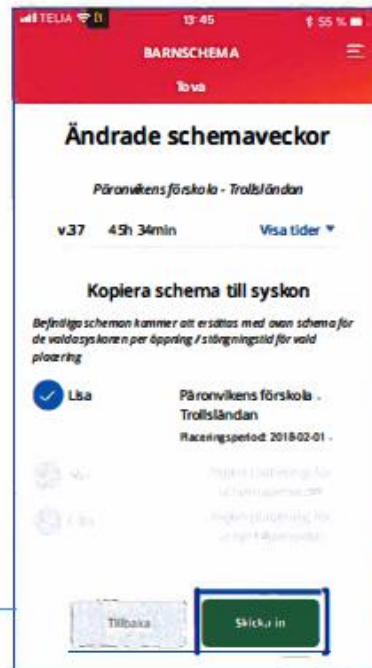 TELIA 13:45 55 %
BARNSCHEMA
Tova
Ändrade schemaveckor
Päronvikens förskola - Trollsländan
v.37 45h 34min Visa tider
Kopiera schema till syskon
Befintliga scheman kommer att ersättas med ovan schema för
de valda syskonen per öppning / stängningstid för vald
placering
Lisa Päronvikens förskola -
Trollsländan
Placeringsperiod: 2018-02-01 -
Tillbaka Skicka in